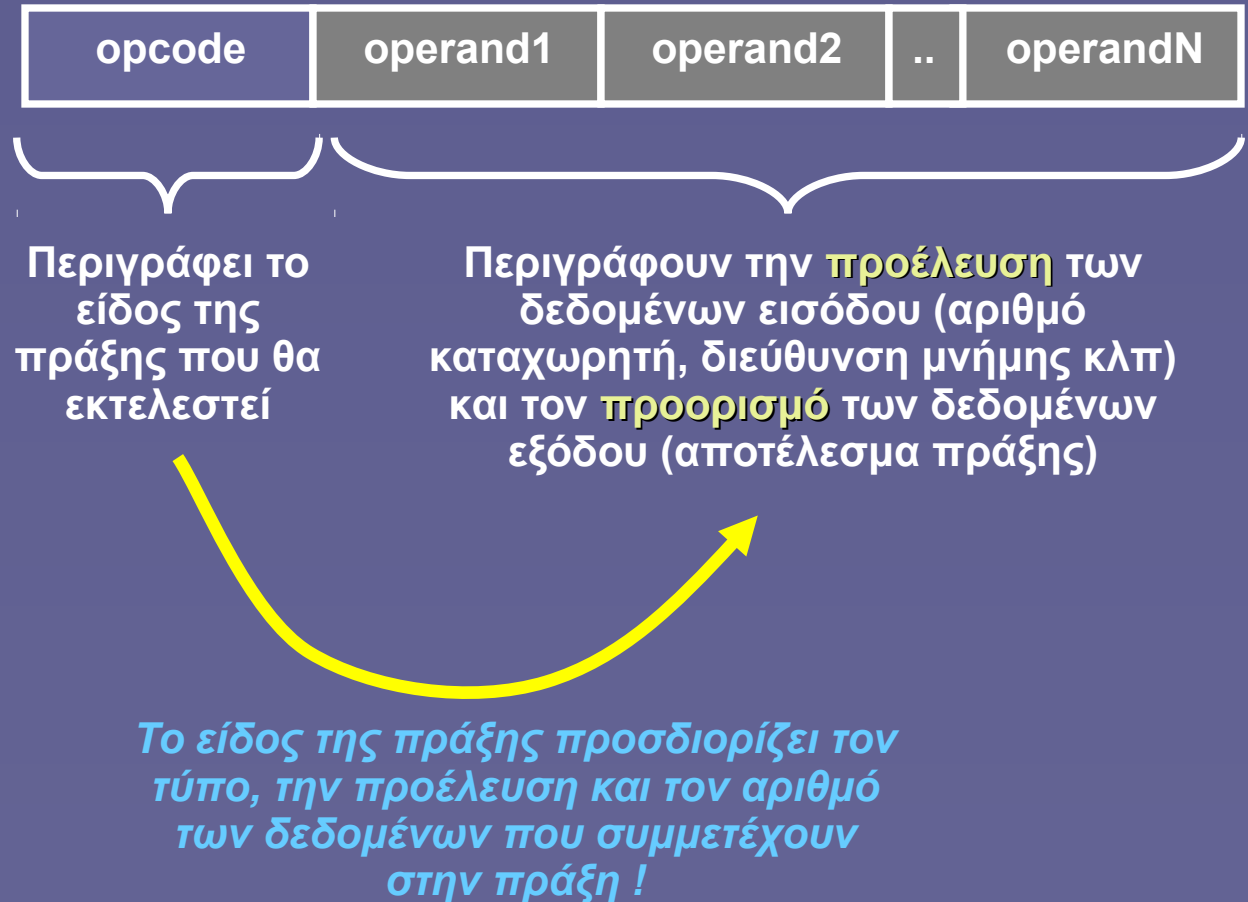 opcode operand1 operand2 .. operandN
Περιγράφει το
είδος της
πράξης που θα
εκτελεστεί
Περιγράφουν την προέλευση των
δεδομένων εισόδου (αριθμό
καταχωρητή, διεύθυνση μνήμης κλπ)
και τον προορισμό των δεδομένων
εξόδου (αποτέλεσμα πράξης)
Το είδος της πράξης προσδιορίζει τον
τύπο, την προέλευση και τον αριθμό
των δεδομένων που συμμετέχουν
στην πράξη !